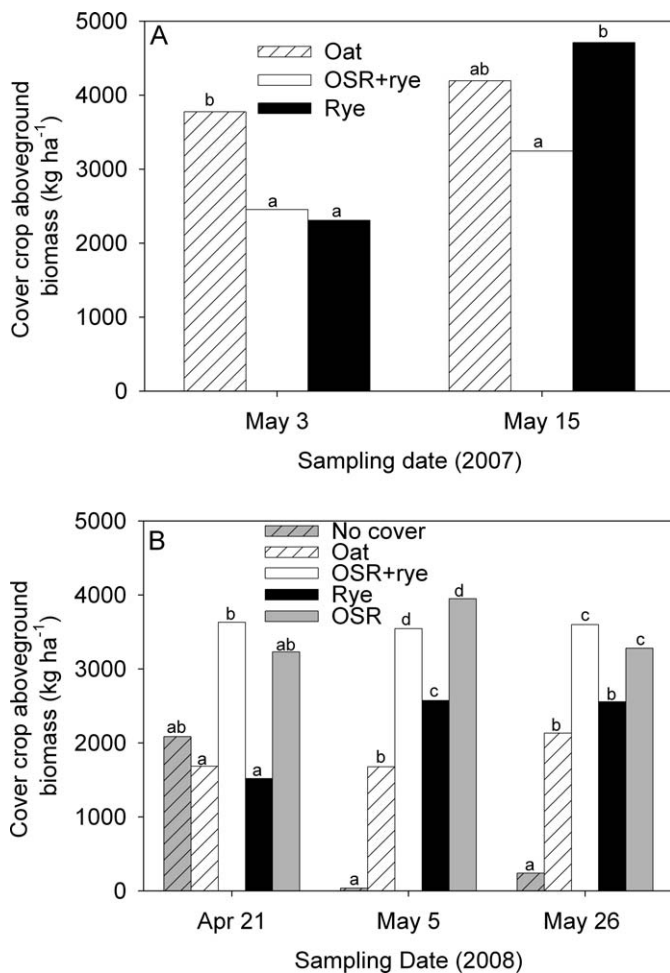 A
Oat
OSR+rye
Rye
Cover crop aboveground
biomass (kg ha⁻¹)
5000
4000
3000
2000
1000
0
b
a
a
ab
a
b
May 3
May 15
Sampling date (2007)
B
No cover
Oat
OSR+rye
Rye
OSR
Cover crop aboveground
biomass (kg ha⁻¹)
5000
4000
3000
2000
1000
0
ab
a
b
a
ab
a
b
d
c
d
a
b
c
b
c
Apr 21
May 5
May 26
Sampling Date (2008)